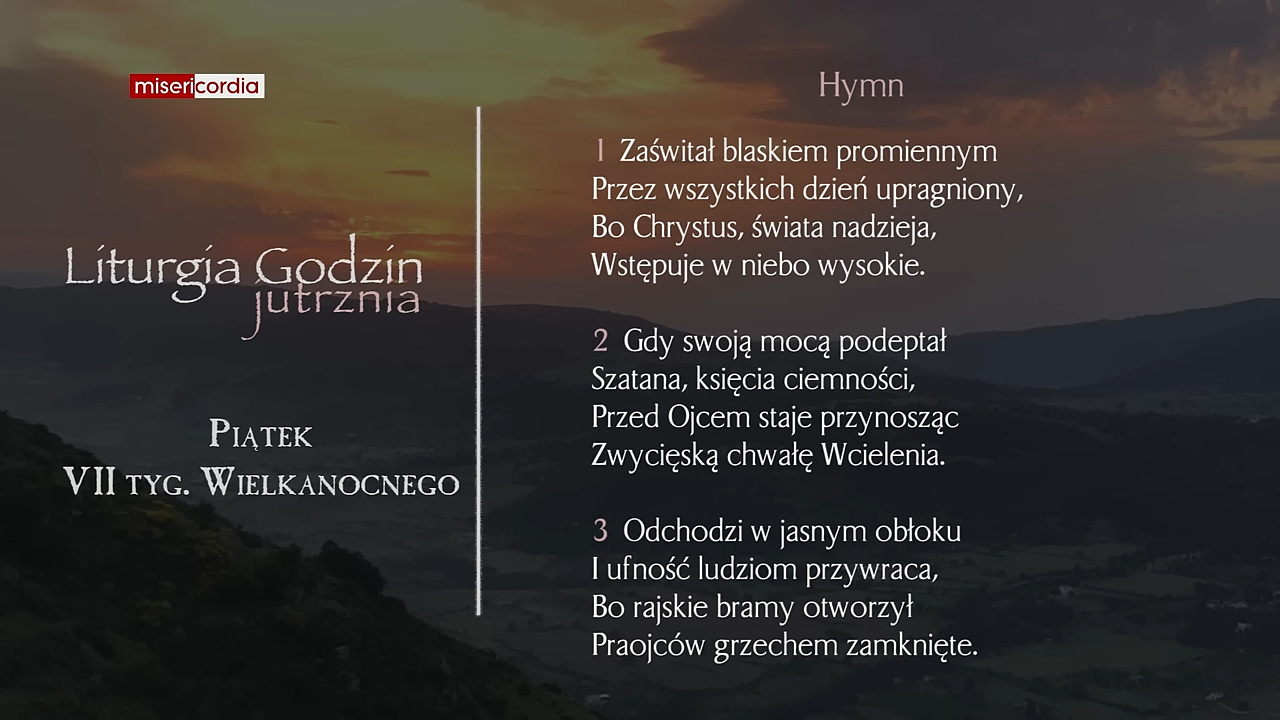 misericordia
Liturgia Godzin
jutrznia
Piątek
VII tyg. Wielkanocnego
Hymn
1 Zaświtał blaskiem promiennym
Przez wszystkich dzień upragniony,
Bo Chrystus, świata nadzieja,
Wstępuje w niebo wysokie.
2 Gdy swoją mocą podeptał
Szatana, księcia ciemności,
Przed Ojcem staje przynosząc
Zwycięską chwałę Wcielenia.
3 Odchodzi w jasnym obłoku
I ufność ludziom przywraca,
Bo rajskie bramy otworzył
Praojców grzechem zamknięte.